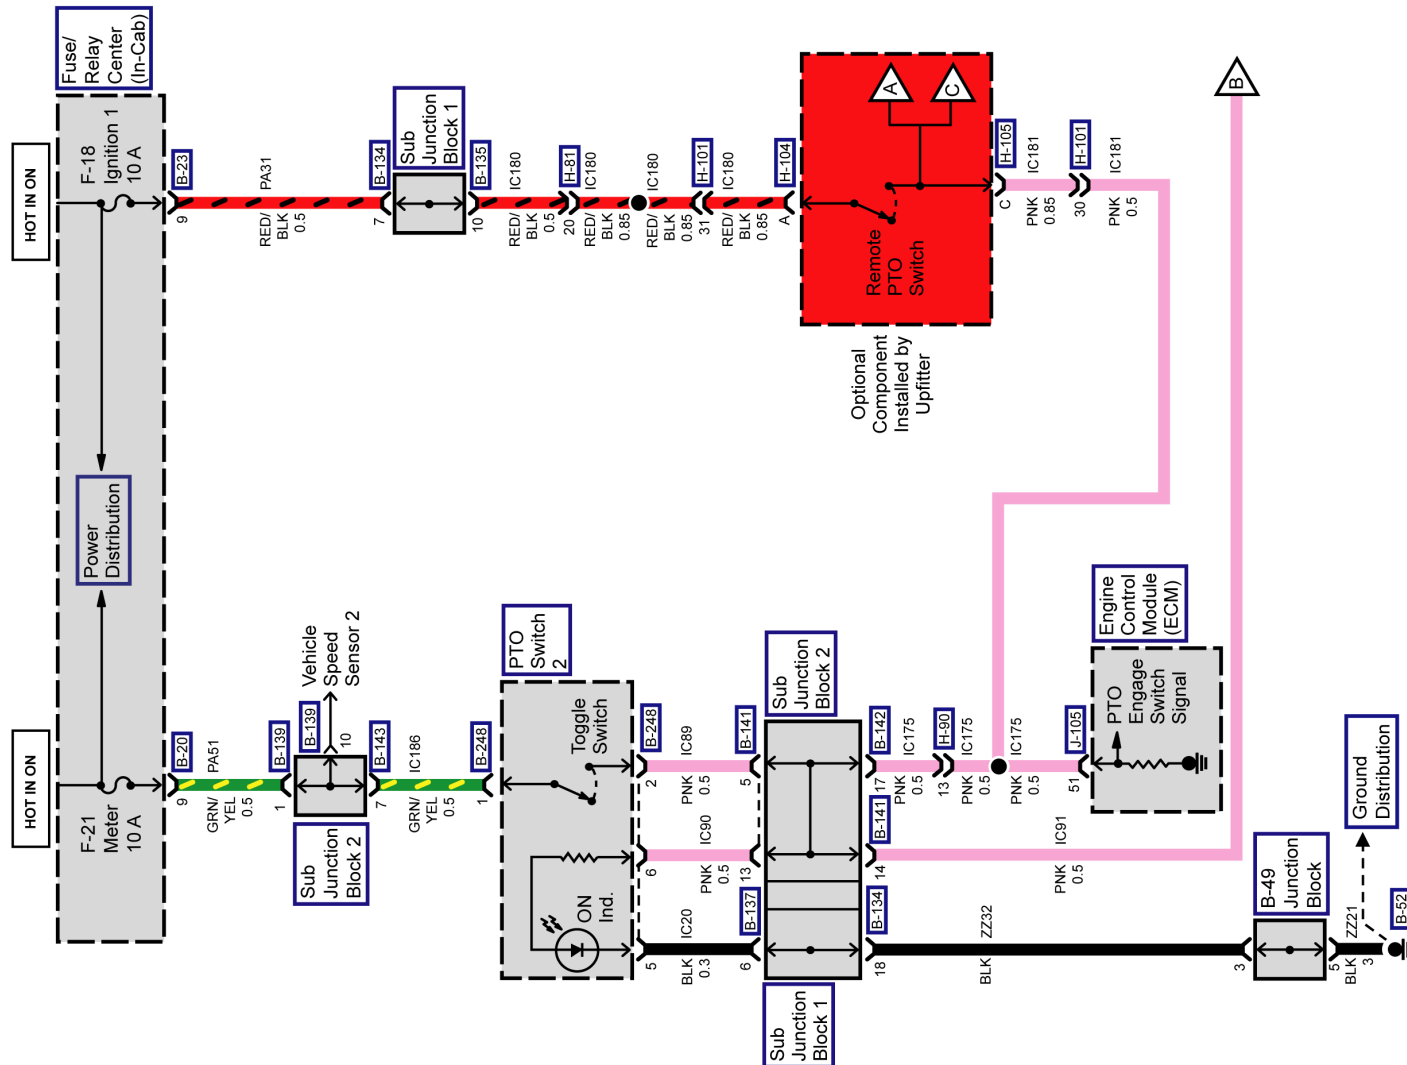 HOT IN ON
HOT IN ON
Fuse/
Relay
Center
(In-Cab)
F-21
Meter
10 A
Power
Distribution
F-18
Ignition 1
10 A
9
B-20
GRN/
YEL
0.5
PA51
1
B-139
Sub
Junction
Block 2
B-139
10
Vehicle
Speed
Sensor 2
7
B-143
GRN/
YEL
0.5
IC186
1
B-248
PTO
Switch
2
ON
Ind.
Toggle
Switch
5
6
2
B-248
BLK
0.3
IC20
PNK
0.5
IC90
PNK
0.5
IC89
6
B-137
13
5
B-141
Sub
Junction
Block 1
Sub
Junction
Block 2
18
B-134
14
B-141
17
B-142
BLK
ZZ32
PNK
0.5
IC91
PNK
0.5
IC175
13
H-90
PNK
0.5
IC175
PNK
0.5
IC175
51
J-105
Engine
Control
Module
(ECM)
PTO
Engage
Switch
Signal
3
B-49
Junction
Block
5
BLK
3
ZZ21
B-52
Ground
Distribution
9
B-23
RED/
BLK
0.5
PA31
7
B-134
Sub
Junction
Block 1
10
B-135
RED/
BLK
0.5
IC180
20
H-81
RED/
BLK
0.85
IC180
RED/
BLK
0.85
IC180
31
H-101
RED/
BLK
0.85
IC180
A
H-104
Optional
Component
Installed by
Upfitter
Remote
PTO
Switch
A
C
C
H-105
PNK
0.85
IC181
30
H-101
PNK
0.5
IC181
B